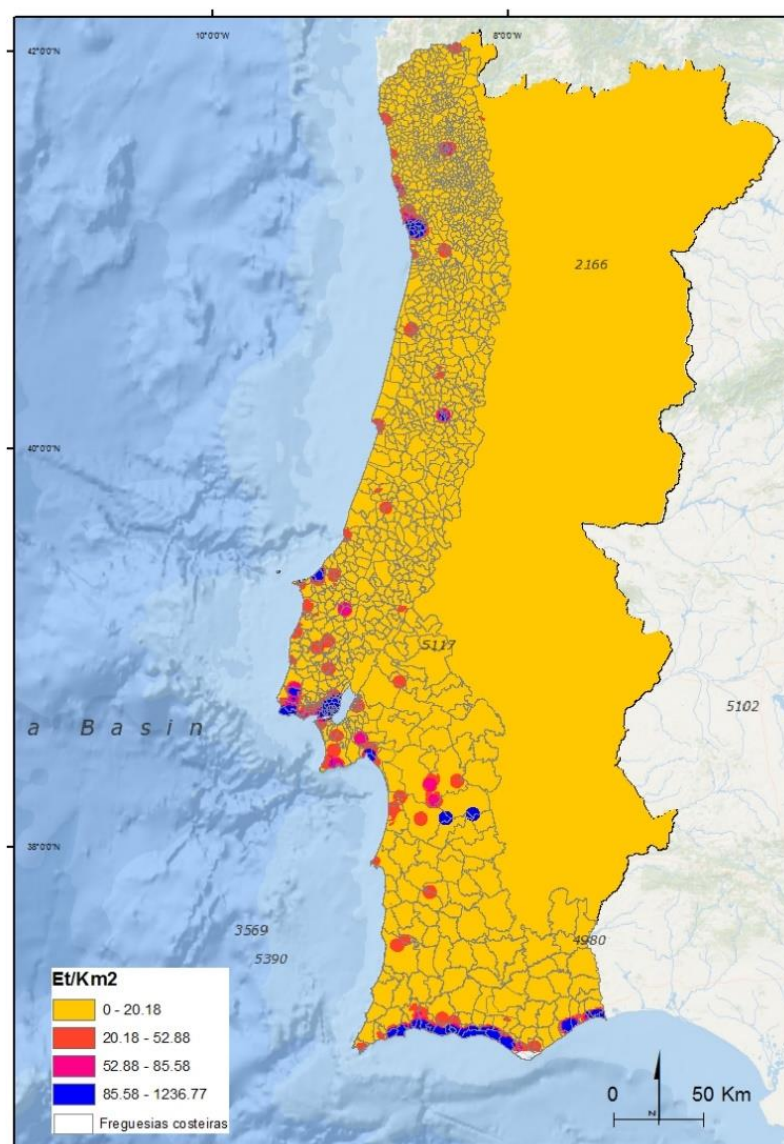 10°0'0"W 8°0'0"W
42°0'0"N
2166
40°0'0"N
5117
5102
a Basin
38°0'0"N
3569
4980
5390
Et/Km2
0 - 20.18
20.18 - 52.88
52.88 - 85.58
85.58 - 1236.77
Freguesias costeiras
0 50 Km
N